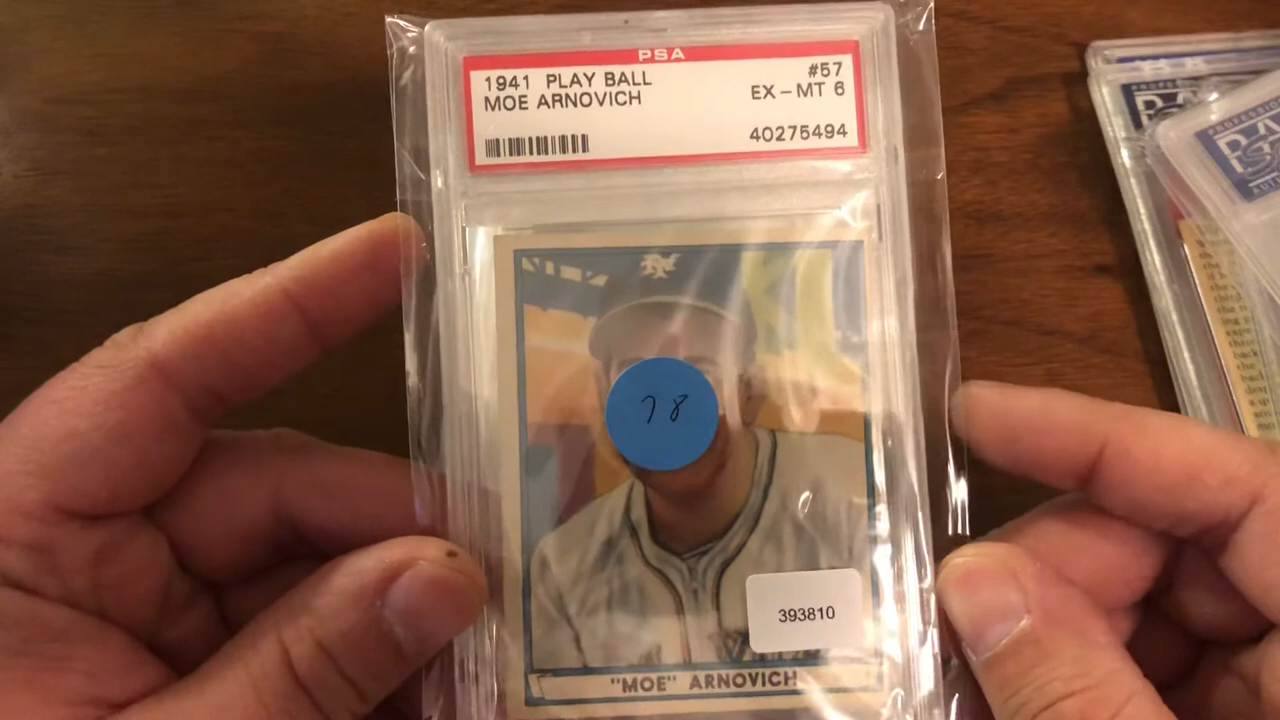 PSA
1941 PLAY BALL #57
MOE ARNOVICH EX-MT 6
40275494
78
393810
"MOE" ARNOVICH